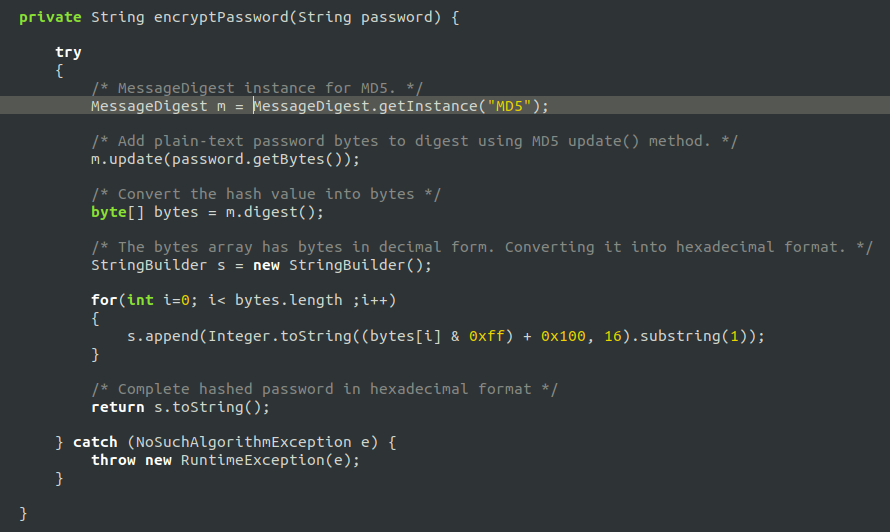 private String encryptPassword(String password) {
try
{
/* MessageDigest instance for MD5. */
MessageDigest m = MessageDigest.getInstance("MD5");
/* Add plain-text password bytes to digest using MD5 update() method. */
m.update(password.getBytes());
/* Convert the hash value into bytes */
byte[] bytes = m.digest();
/* The bytes array has bytes in decimal form. Converting it into hexadecimal format. */
StringBuilder s = new StringBuilder();
for(int i=0; i< bytes.length ;i++)
{
s.append(Integer.toString((bytes[i] & 0xff) + 0x100, 16).substring(1));
}
/* Complete hashed password in hexadecimal format */
return s.toString();
} catch (NoSuchAlgorithmException e) {
throw new RuntimeException(e);
}
}